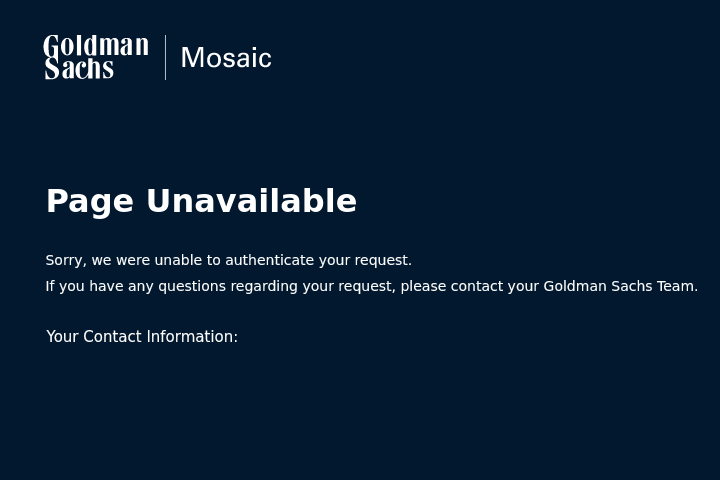 Goldman
Sachs
Mosaic
Page Unavailable
Sorry, we were unable to authenticate your request.
If you have any questions regarding your request, please contact your Goldman Sachs Team.
Your Contact Information: